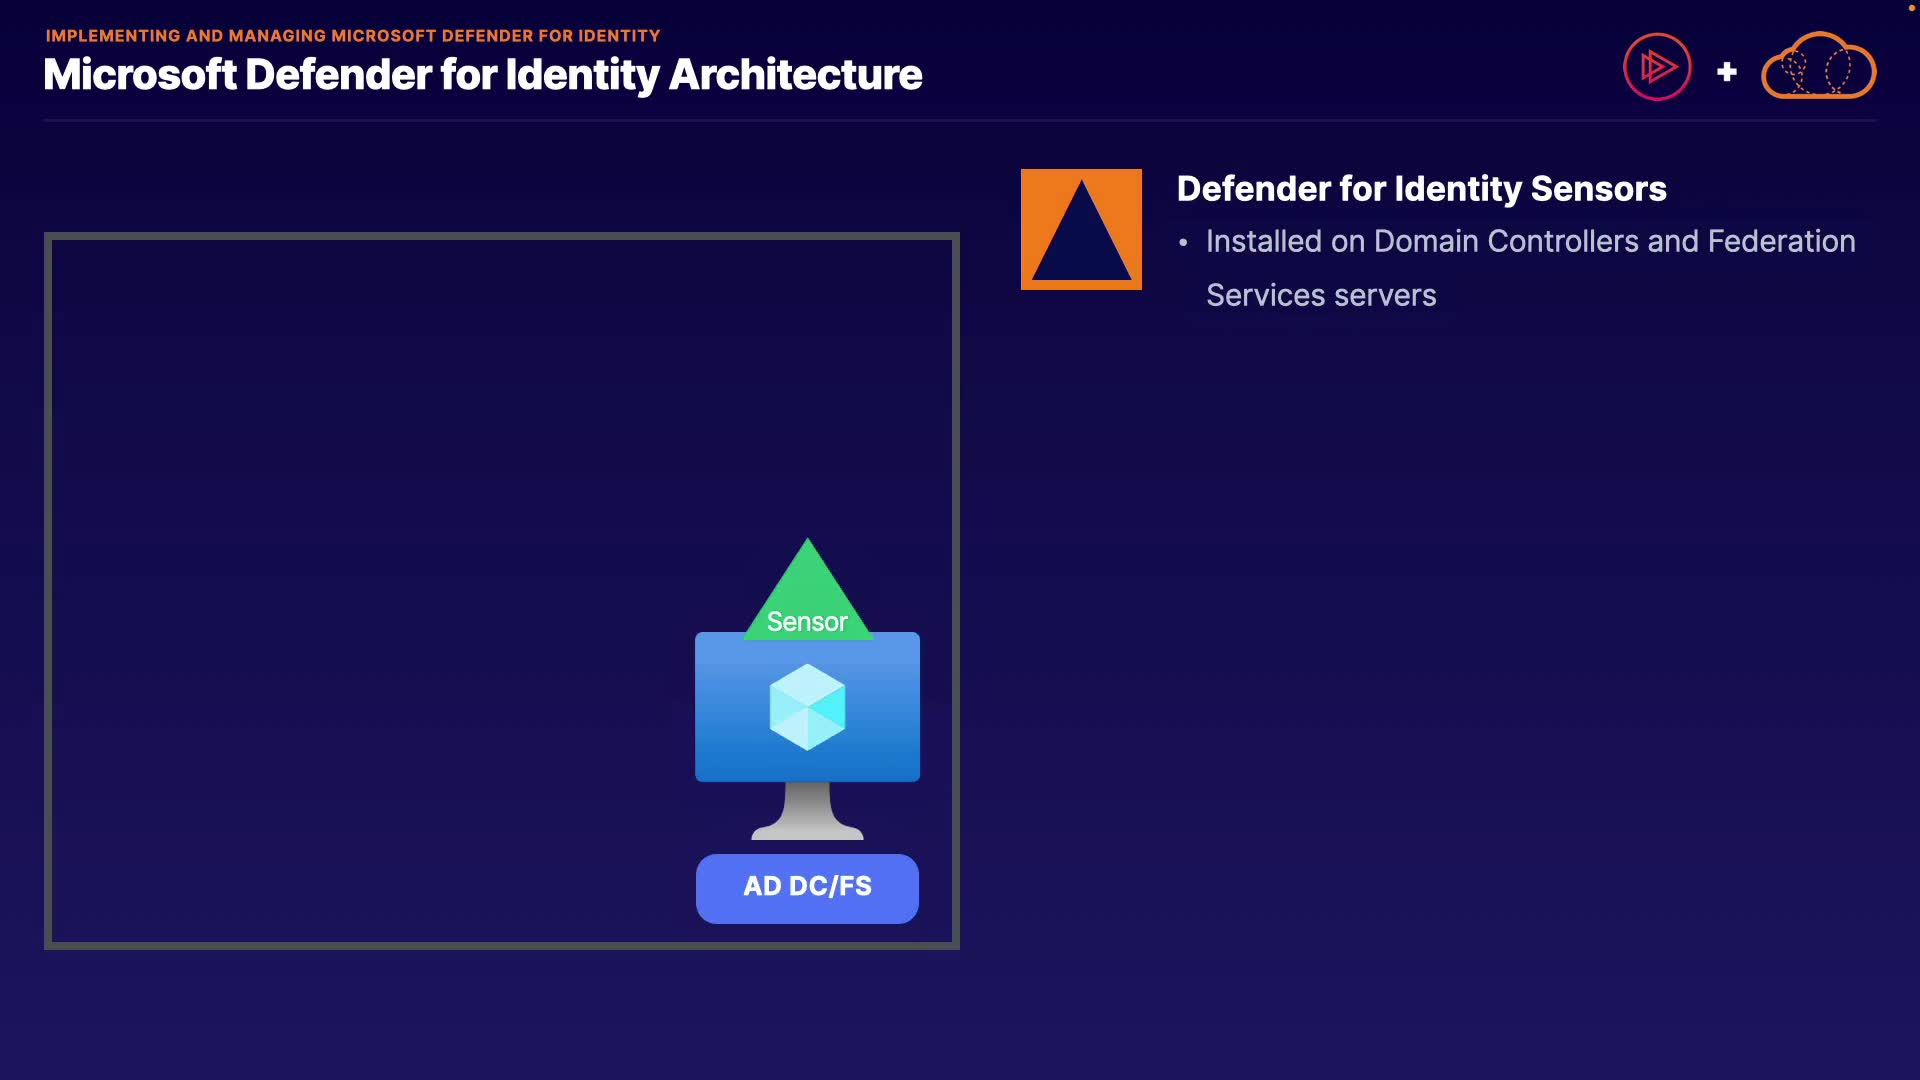 IMPLEMENTING AND MANAGING MICROSOFT DEFENDER FOR IDENTITY
Microsoft Defender for Identity Architecture
Defender for Identity Sensors
• Installed on Domain Controllers and Federation
Services servers
Sensor
AD DC/FS